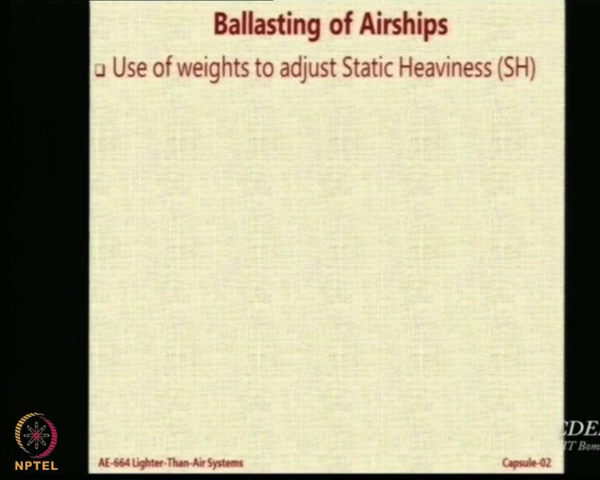 Ballasting of Airships
Use of weights to adjust Static Heaviness (SH)
NPTEL
AE-664 Lighter-Than-Air Systems
Capsule-02